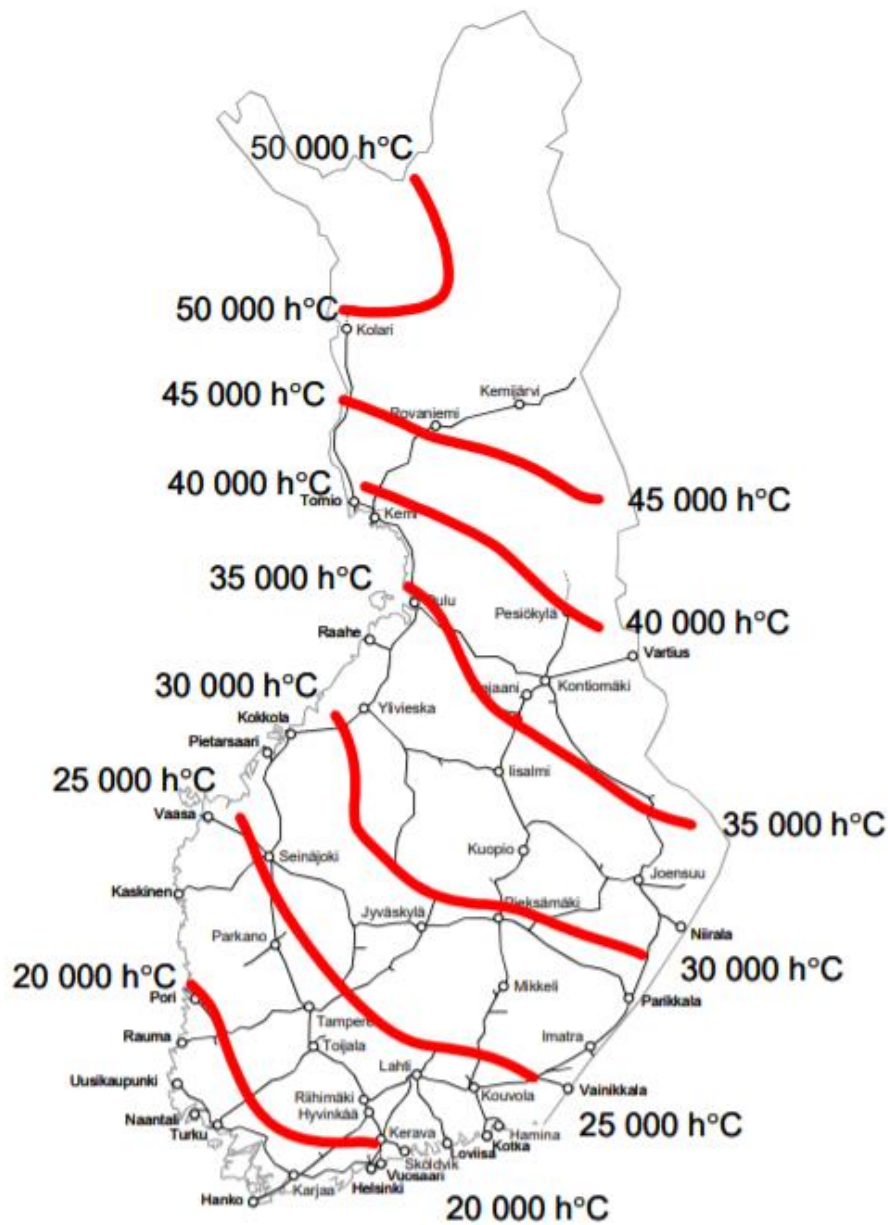 50 000 h°C
50 000 h°C
Kolari
45 000 h°C
Kemijärvi
Rovaniemi
40 000 h°C
Tornio
45 000 h°C
Kemi
35 000 h°C
Oulu
Pesiökylä
40 000 h°C
Raahe
Vartius
30 000 h°C
Kajaani
Kontiomäki
Ylivieska
Kokkola
Pietarsaari
Iisalmi
25 000 h°C
Vaasa
35 000 h°C
Seinäjoki
Kuopio
Joensuu
Kaskinen
Pieksämäki
Jyväskylä
Niirala
Parkano
20 000 h°C
30 000 h°C
Mikkeli
Pori
Parikkala
Tampere
Rauma
Toijala
Imatra
Lahti
Uusikaupunki
Kouvola
Vainikkala
Riihimäki
Hyvinkää
Naantali
Turku
25 000 h°C
Hamina
Kerava
Kotka
Loviisa
Sköldvik
Vuosaari
Helsinki
Karjaa
Hanko
20 000 h°C